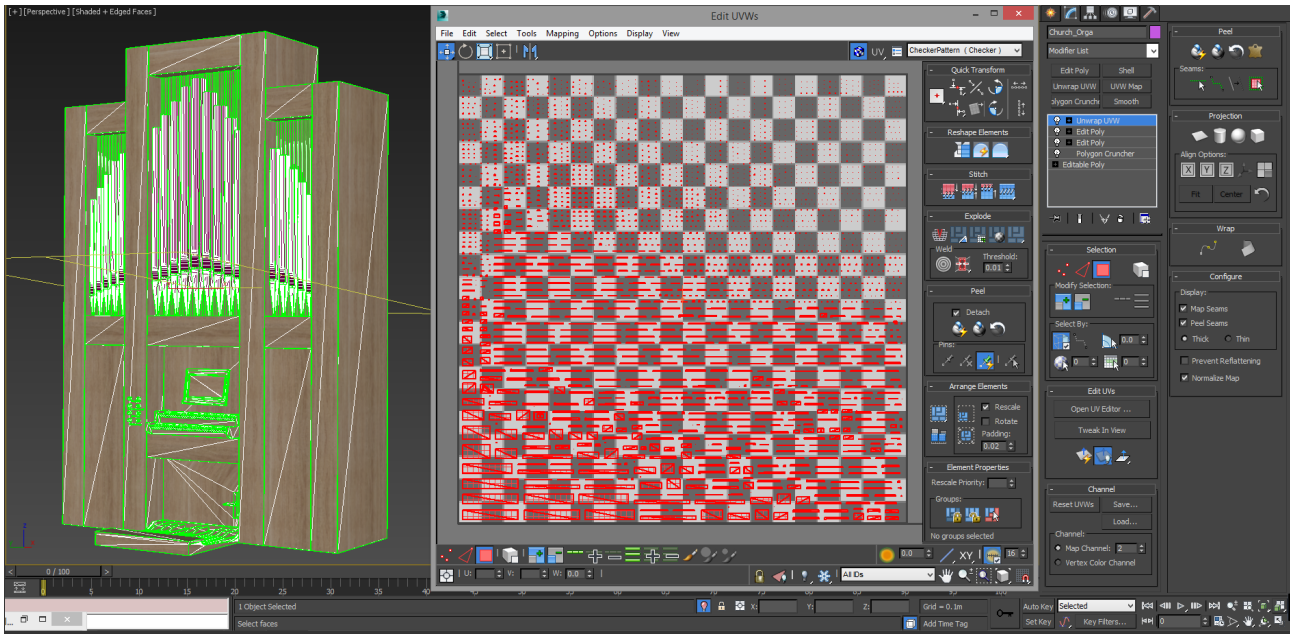 [+] [Perspective] [Shaded + Edged Faces]
Edit UVWs
File Edit Select Tools Mapping Options Display View
UV
CheckerPattern ( Checker )
Quick Transform
Reshape Elements
Stitch
Explode
Weld
Threshold:
0.01
Peel
Detach
Pins:
Arrange Elements
Rescale
Rotate
Padding:
0.02
Element Properties
Rescale Priority:
Groups:
No groups selected
0.0
XY
16
U: V: W: 0.0
All IDs
Church_Orga
Modifier List
Edit Poly Shell
Unwrap UVW UVW Map
olygon Crunche Smooth
Unwrap UVW
Edit Poly
Edit Poly
Polygon Cruncher
Editable Poly
Selection
Modify Selection:
Select By:
0.0
0 0
Edit UVs
Open UV Editor ...
Tweak In View
Channel
Reset UVWs Save...
Load...
Channel:
Map Channel: 2
Vertex Color Channel
Peel
Seams:
Projection
Align Options:
X Y Z
Fit Center
Wrap
Configure
Display:
Map Seams
Peel Seams
Thick Thin
Prevent Reflattening
Normalize Map
z
x
< 0 / 100 >
0 5 10 15 20 25 30 35 40
1 Object Selected
X: Y: Z:
Grid = 0.1m
Auto Key Selected
Select faces
Add Time Tag
Set Key Key Filters...
0